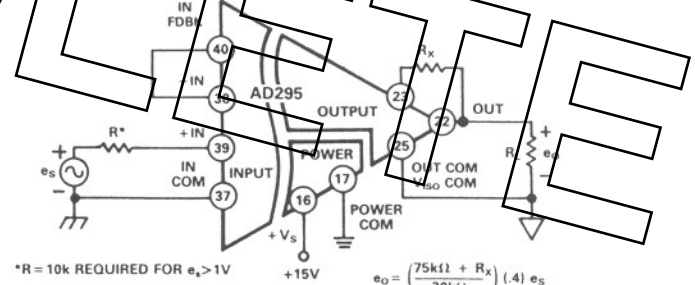 IN
FDBK
40
-IN
38
AD295
R*
+IN
39
IN
COM
INPUT
37
+
es
−
OUTPUT
POWER
17
16
+VS
POWER
COM
+15V
RX
23
22
OUT
25
OUT COM
VISO COM
+
−
*R = 10k REQUIRED FOR es>1V
eo = (75kΩ + RX) (.4) es